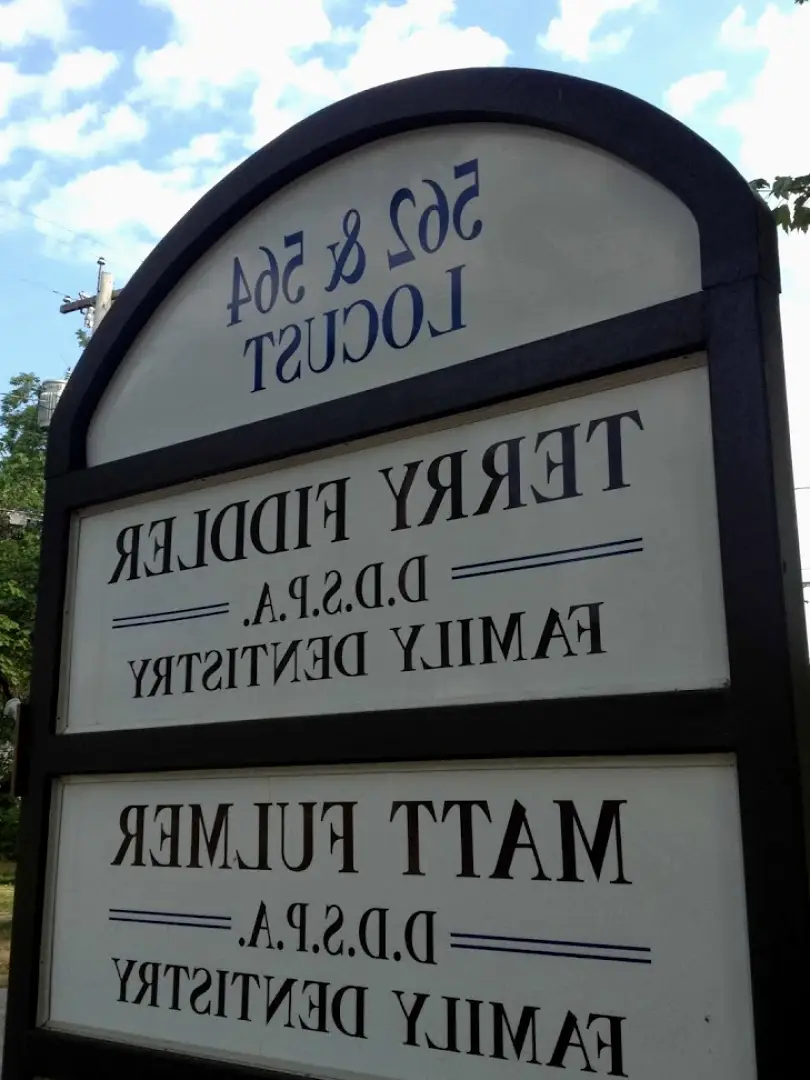 562 & 564
LOCUST
TERRY FIDDLER
D.D.S.P.A.
FAMILY DENTISTRY
MATT FULMER
D.D.S.P.A.
FAMILY DENTISTRY